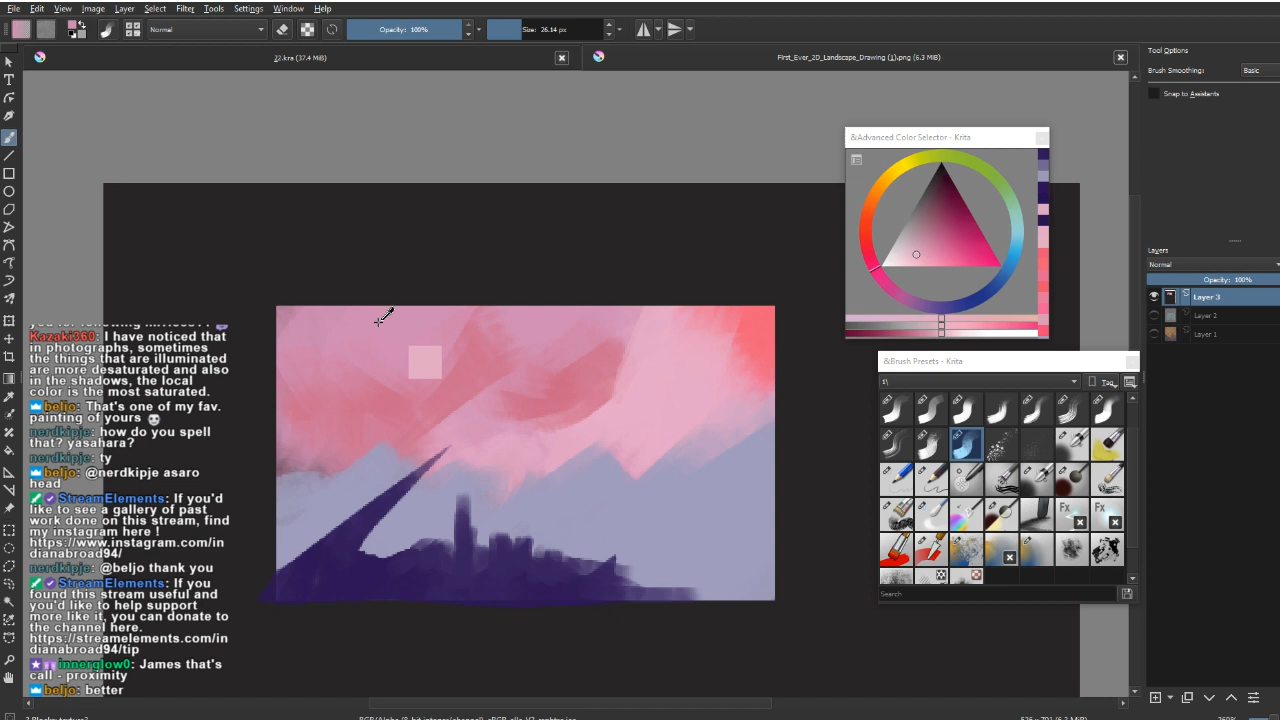 File Edit View Image Layer Select Filter Tools Settings Window Help
Normal
Opacity: 100%
Size: 26.14 px
22.kra (37.4 MiB)
First_Ever_2D_Landscape_Drawing (1).png (6.3 MiB)
Tool Options
Brush Smoothing: Basic
Snap to Assistants
&Advanced Color Selector - Krita
Layers
Normal
Opacity: 100%
Layer 3
Layer 2
Layer 1
&Brush Presets - Krita
1\
Tag
Fx
Fx
Search
Kazaki360: I have noticed that
in photographs, sometimes
the things that are illuminated
are more desaturated and also
in the shadows, the local
color is the most saturated.
beljo: That's one of my fav.
painting of yours
nerdkipje: how do you spell
that? yasahara?
nerdkipje: ty
beljo: @nerdkipje asaro
head
StreamElements: If you'd
like to see a gallery of past
work done on this stream, find
my instagram here !
https://www.instagram.com/in
dianabroad94/
nerdkipje: @beljo thank you
StreamElements: If you
found this stream useful and
you'd like to help support
more like it, you can donate to
the channel here.
https://streamelements.com/in
dianabroad94/tip
innerglow0: James that's
call - proximity
beljo: better